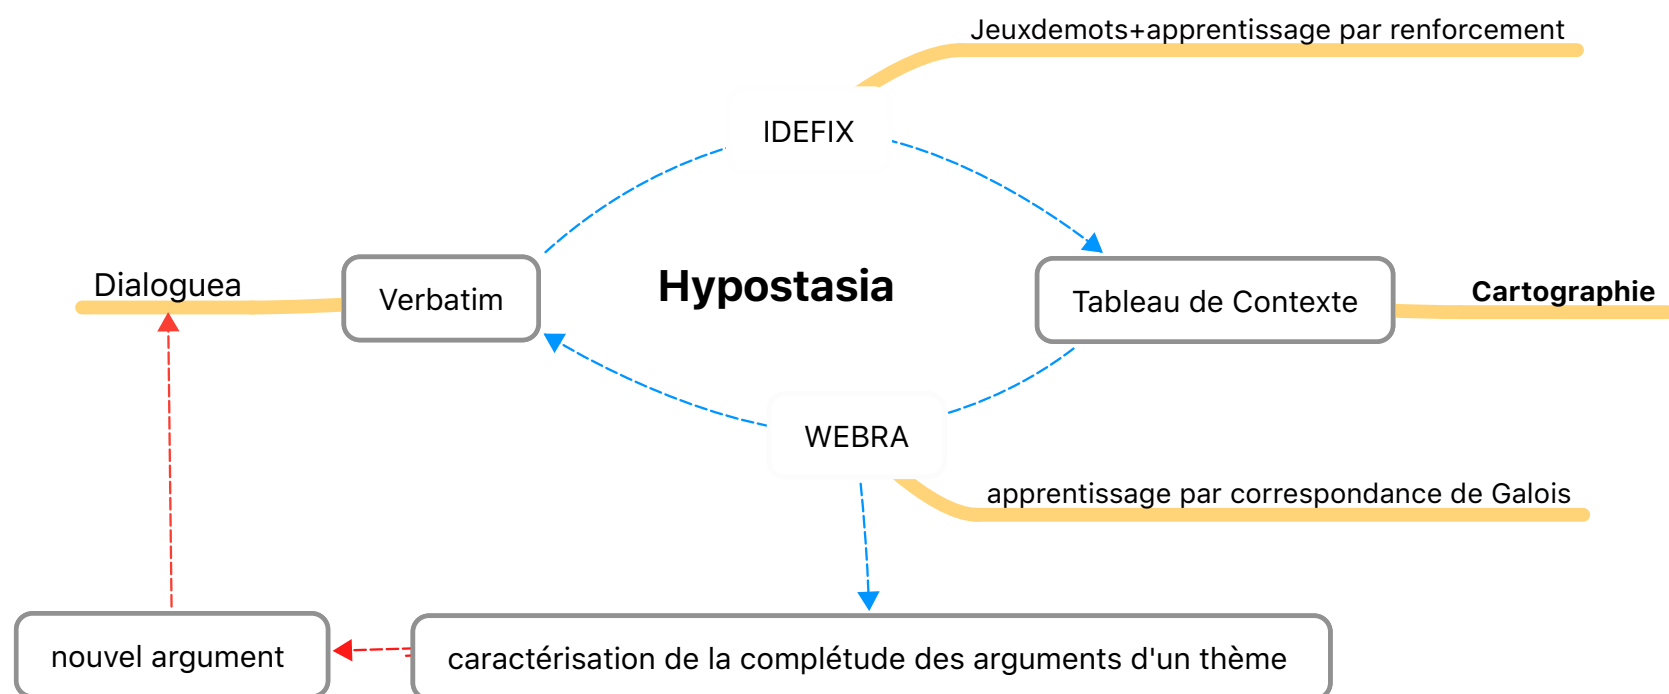 Jeuxdemots+apprentissage par renforcement
IDEFIX
Dialoguea
Verbatim
Hypostasia
Tableau de Contexte
Cartographie
WEBRA
apprentissage par correspondance de Galois
nouvel argument
caractérisation de la complétude des arguments d'un thème